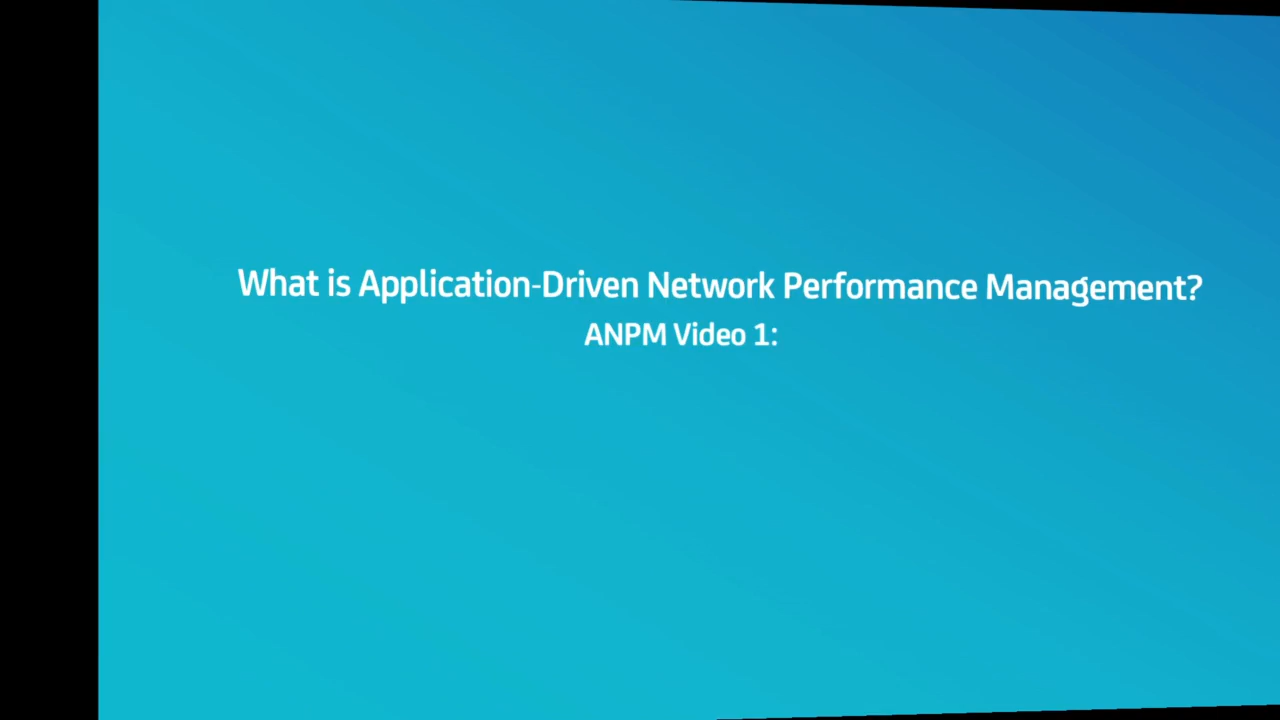 What is Application-Driven Network Performance Management?
ANPM Video 1: